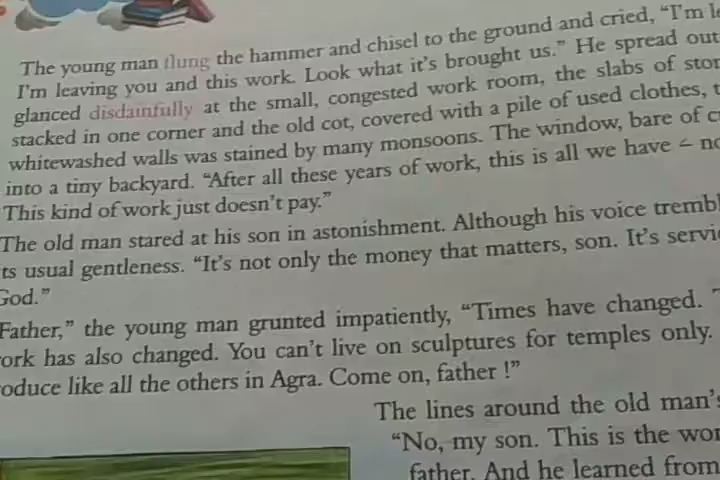 The young man flung the hammer and chisel to the ground and cried, “I'm
I'm leaving you and this work. Look what it's brought us.” He spread out
glanced disdainfully at the small, congested work room, the slabs of
stacked in one corner and the old cot, covered with a pile of used clothes,
whitewashed walls was stained by many monsoons. The window, bare of
into a tiny backyard. “After all these years of work, this is all we have –
This kind of work just doesn't pay.”
The old man stared at his son in astonishment. Although his voice
usual gentleness. “It's not only the money that matters, son. It's
God.”
Father,” the young man grunted impatiently, “Times have changed.
has also changed. You can't live on sculptures for temples only.
like all the others in Agra. Come on, father !”
The lines around the old man's
“No, my son. This is the
father. And he learned from